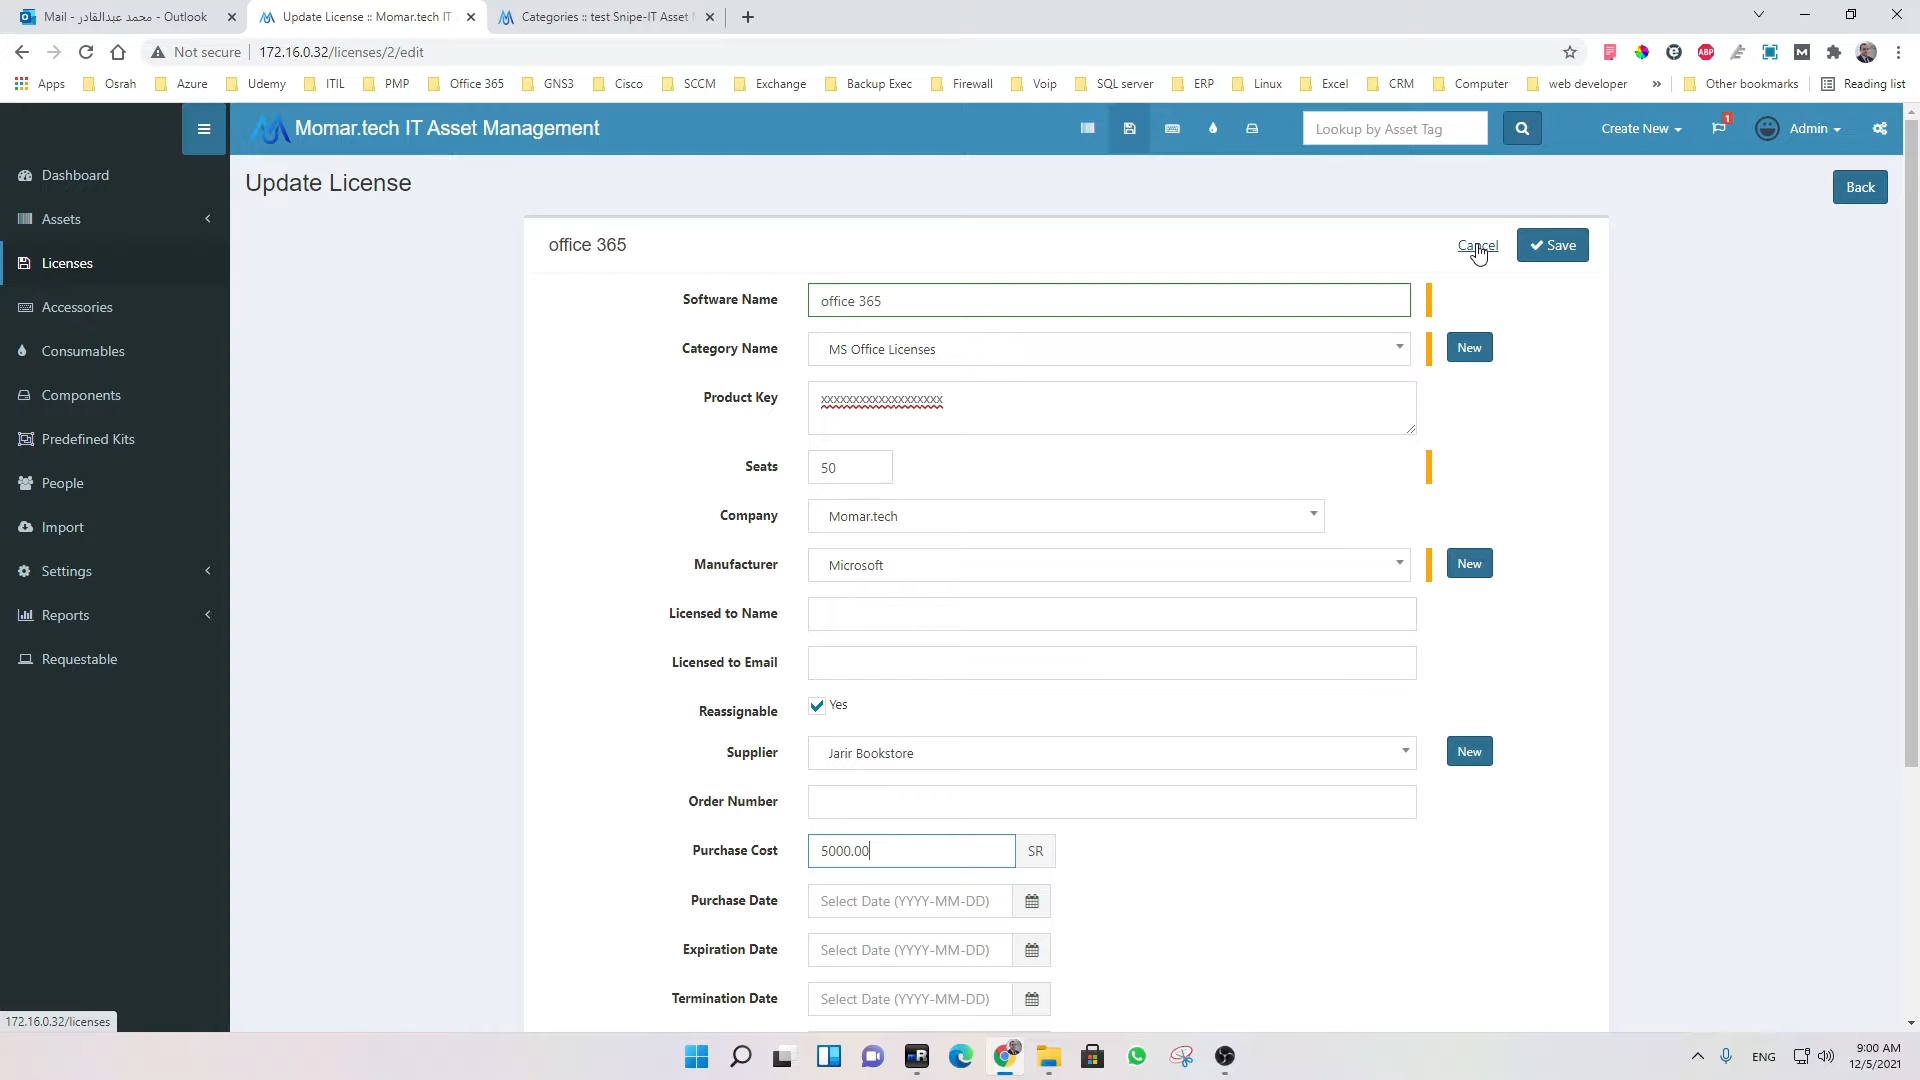 Mail - محمد عبدالقادر - Outlook
Update License :: Momar.tech IT
Categories :: test Snipe-IT Asset
Not secure
172.16.0.32/licenses/2/edit
ABP
Apps
Osrah
Azure
Udemy
ITIL
PMP
Office 365
GNS3
Cisco
SCCM
Exchange
Backup Exec
Firewall
Voip
SQL server
ERP
Linux
Excel
CRM
Computer
web developer
»
Other bookmarks
Reading list
Momar.tech IT Asset Management
Lookup by Asset Tag
Create New
1
Admin
Dashboard
Assets
Licenses
Accessories
Consumables
Components
Predefined Kits
People
Import
Settings
Reports
Requestable
Update License
Back
office 365
Cancel
Save
Software Name
office 365
Category Name
MS Office Licenses
New
Product Key
xxxxxxxxxxxxxxxxxxx
Seats
50
Company
Momar.tech
Manufacturer
Microsoft
New
Licensed to Name
Licensed to Email
Reassignable
Yes
Supplier
Jarir Bookstore
New
Order Number
Purchase Cost
5000.00
SR
Purchase Date
Select Date (YYYY-MM-DD)
Expiration Date
Select Date (YYYY-MM-DD)
Termination Date
Select Date (YYYY-MM-DD)
172.16.0.32/licenses
ENG
9:00 AM
12/5/2021